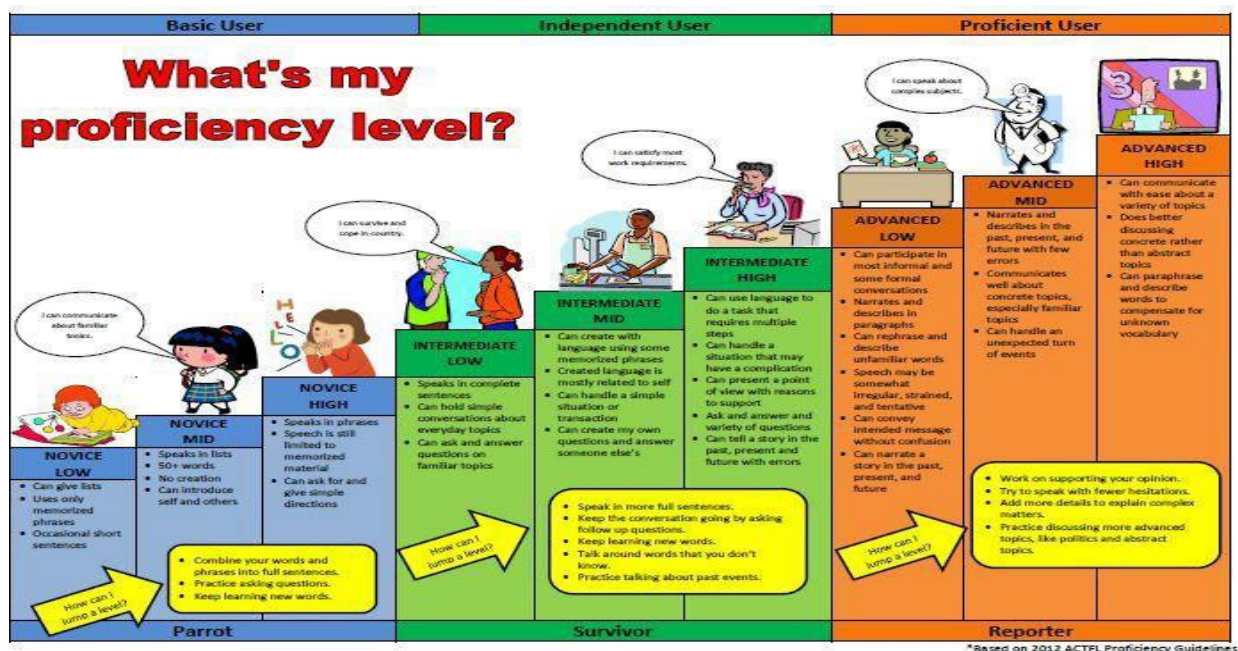 Basic User
Independent User
Proficient User
What's my
proficiency level?
I can communicate
about familiar
topics.
I can survive and
cope in country.
I can satisfy most
work requirements.
I can speak about
complex subjects.
HELLO
3
NOVICE
LOW
• Can give lists
• Uses only
memorized
phrases
• Occasional short
sentences
NOVICE
MID
• Speaks in lists
• 50+ words
• No creation
• Can introduce
self and others
NOVICE
HIGH
• Speaks in phrases
• Speech is still
limited to
memorized
material
• Can ask for and
give simple
directions
How can I
jump a level?
• Combine your words and
phrases into full sentences.
• Practice asking questions.
• Keep learning new words.
INTERMEDIATE
LOW
• Speaks in complete
sentences
• Can hold simple
conversations about
everyday topics
• Can ask and answer
questions on
familiar topics
INTERMEDIATE
MID
• Can create with
language using some
memorized phrases
• Created language is
mostly related to self
• Can handle a simple
situation or
transaction
• Can create my own
questions and answer
someone else's
INTERMEDIATE
HIGH
• Can use language to
do a task that
requires multiple
steps
• Can handle a
situation that may
have a complication
• Can present a point
of view with reasons
to support
• Ask and answer and
variety of questions
• Can tell a story in the
past, present and
future with errors
How can I
jump a level?
• Speak in more full sentences.
• Keep the conversation going by asking
follow up questions.
• Keep learning new words.
• Talk around words that you don't
know.
• Practice talking about past events.
ADVANCED
LOW
• Can participate in
most informal and
some formal
conversations
• Narrates and
describes in
paragraphs
• Can rephrase and
describe
unfamiliar words
• Speech may be
somewhat
irregular, strained,
and tentative
• Can convey
intended message
without confusion
• Can narrate a
story in the past,
present, and
future
ADVANCED
MID
• Narrates and
describes in the
past, present, and
future with few
errors
• Communicates
well about
concrete topics,
especially familiar
topics
• Can handle an
unexpected turn
of events
ADVANCED
HIGH
• Can communicate
with ease about a
variety of topics
• Does better
discussing
concrete rather
than abstract
topics
• Can paraphrase
and describe
words to
compensate for
unknown
vocabulary
How can I
jump a level?
• Work on supporting your opinion.
• Try to speak with fewer hesitations.
• Add more details to explain complex
matters.
• Practice discussing more advanced
topics, like politics and abstract
topics.
Parrot
Survivor
Reporter
*Based on 2012 ACTFL Proficiency Guidelines